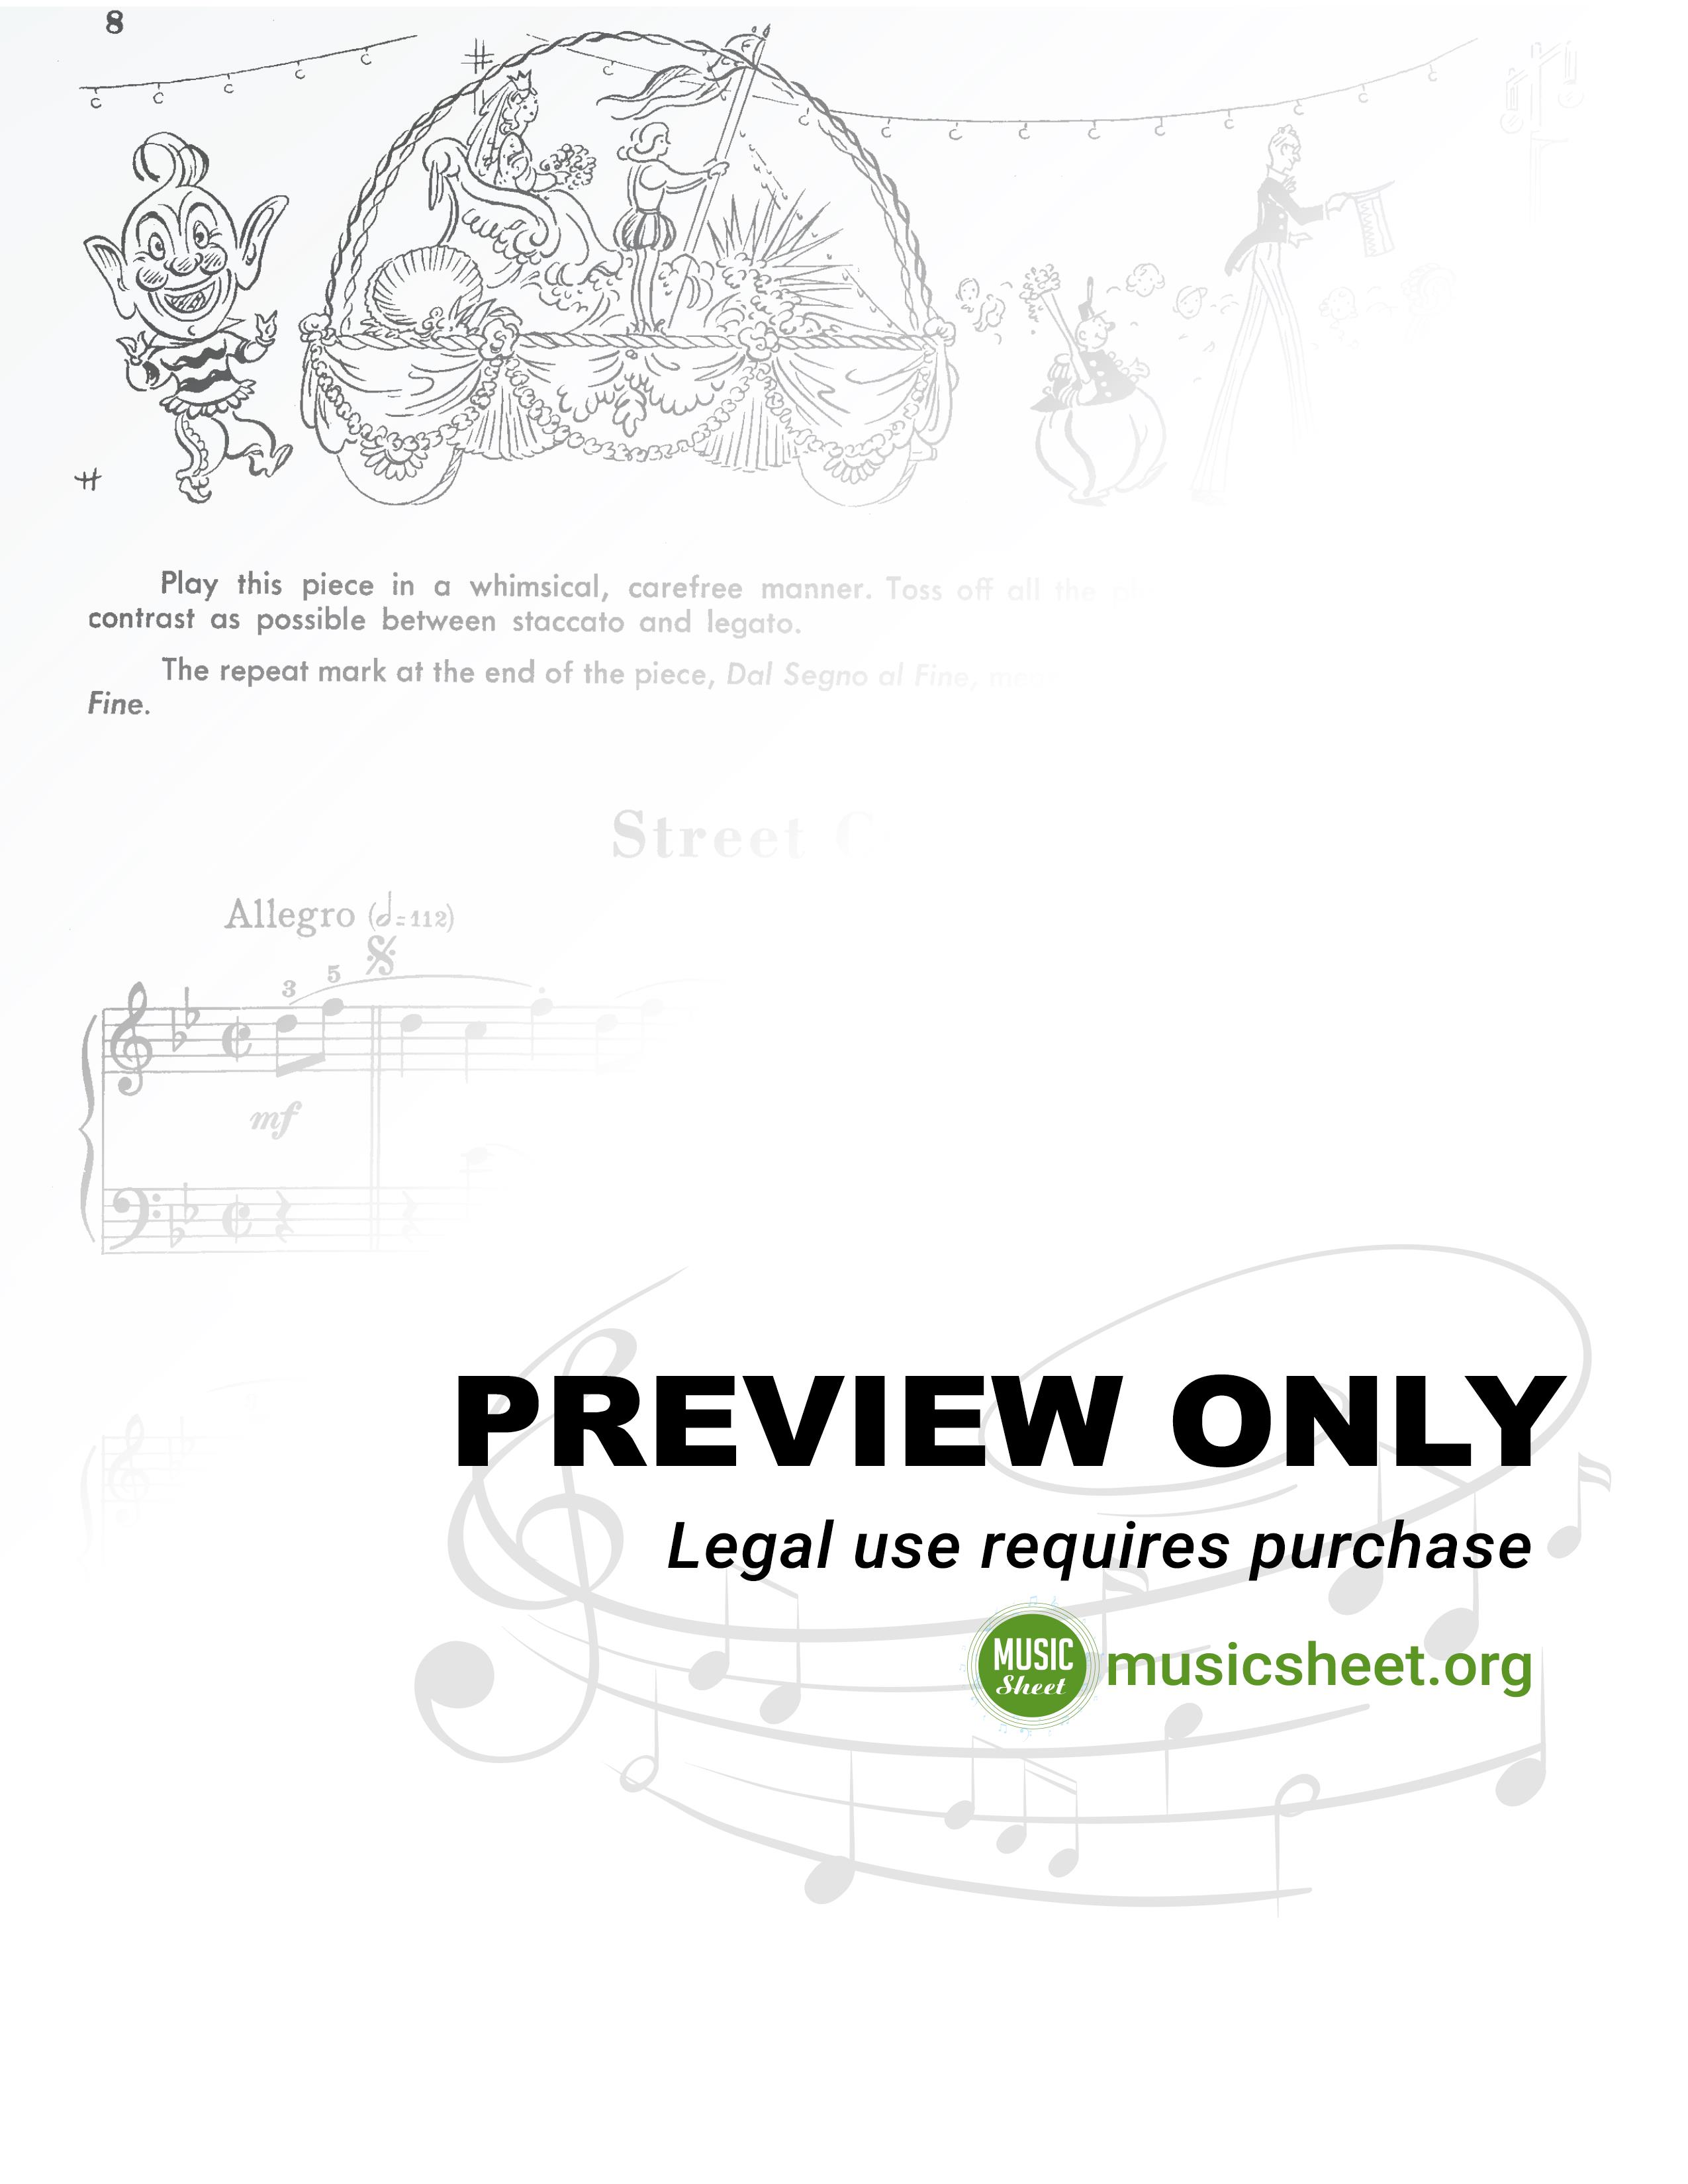 8
Play this piece in a whimsical, carefree manner. Toss off all the
contrast as possible between staccato and legato.
The repeat mark at the end of the piece, Dal Segno al Fine,
Fine.
Street
Allegro (𝅗𝅥=112)
3 5
mf
PREVIEW ONLY
Legal use requires purchase
MUSIC
Sheet
musicsheet.org